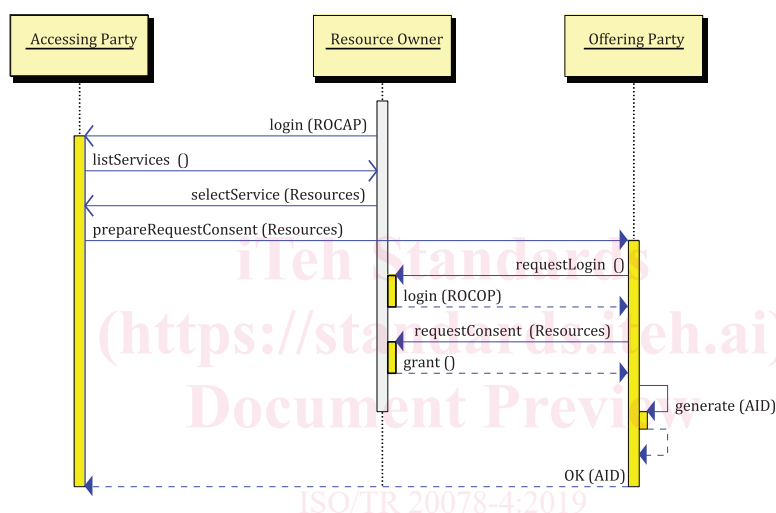 Accessing Party
Resource Owner
Offering Party
login (ROCAP)
listServices ()
selectService (Resources)
prepareRequestConsent (Resources)
iTeh Standards
requestLogin ()
login (ROCOP)
(https://standards.iteh.ai)
requestConsent (Resources)
grant ()
Document Preview
generate (AID)
OK (AID)
ISO/TR 20078-4:2019